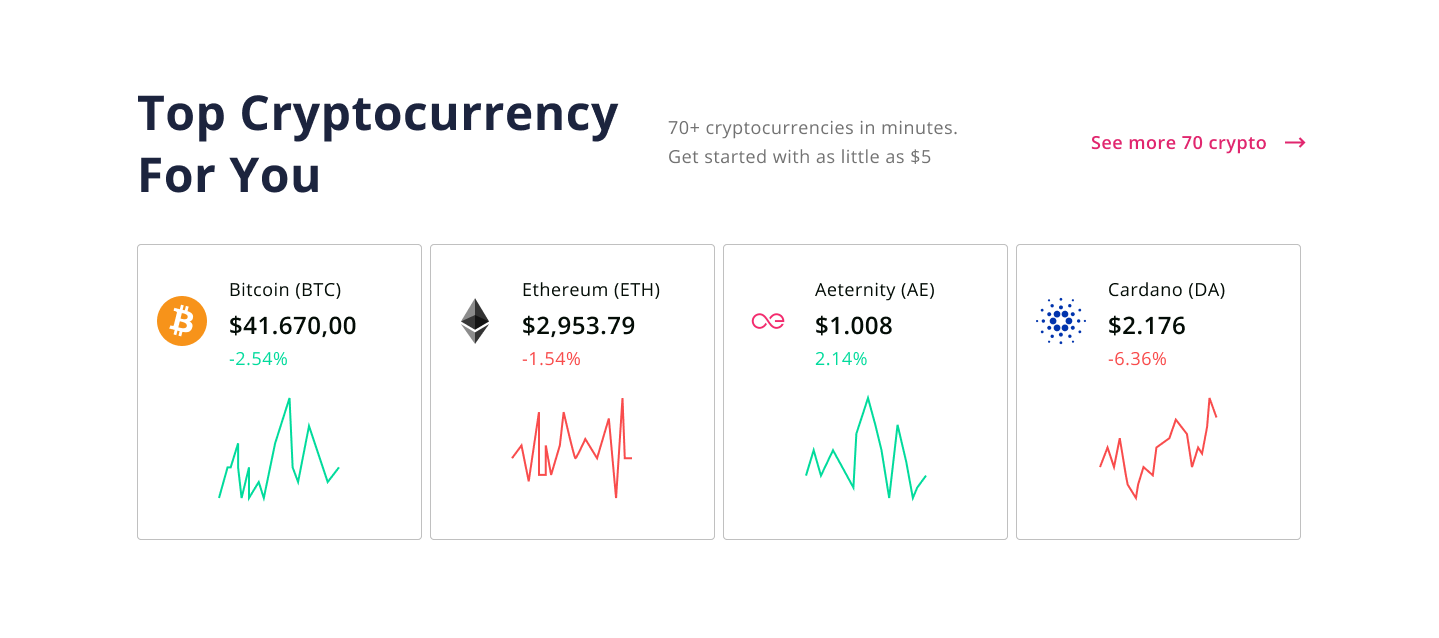 Top Cryptocurrency
For You
70+ cryptocurrencies in minutes.
Get started with as little as $5
See more 70 crypto
Bitcoin (BTC)
$41.670,00
-2.54%
Ethereum (ETH)
$2,953.79
-1.54%
Aeternity (AE)
$1.008
2.14%
Cardano (DA)
$2.176
-6.36%